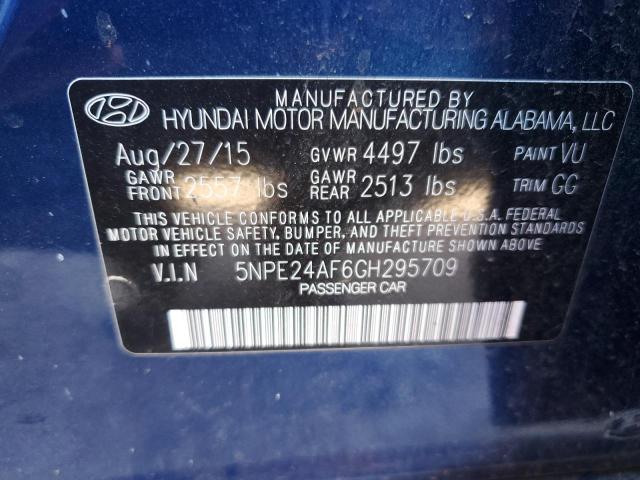 MANUFACTURED BY
HYUNDAI MOTOR MANUFACTURING ALABAMA, LLC
Aug/27/15 GVWR 4497 lbs PAINT VU
GAWR FRONT 2557 lbs GAWR REAR 2513 lbs TRIM GG
THIS VEHICLE CONFORMS TO ALL APPLICABLE U.S.A. FEDERAL
MOTOR VEHICLE SAFETY, BUMPER, AND THEFT PREVENTION STANDARDS
IN EFFECT ON THE DATE OF MANUFACTURE SHOWN ABOVE.
V.I.N 5NPE24AF6GH295709
PASSENGER CAR